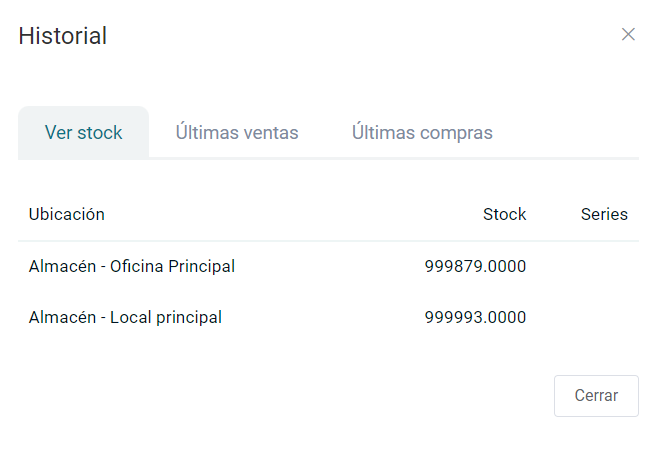 Historial
Ver stock Últimas ventas Últimas compras
Ubicación Stock Series
Almacén - Oficina Principal 999879.0000
Almacén - Local principal 999993.0000
Cerrar